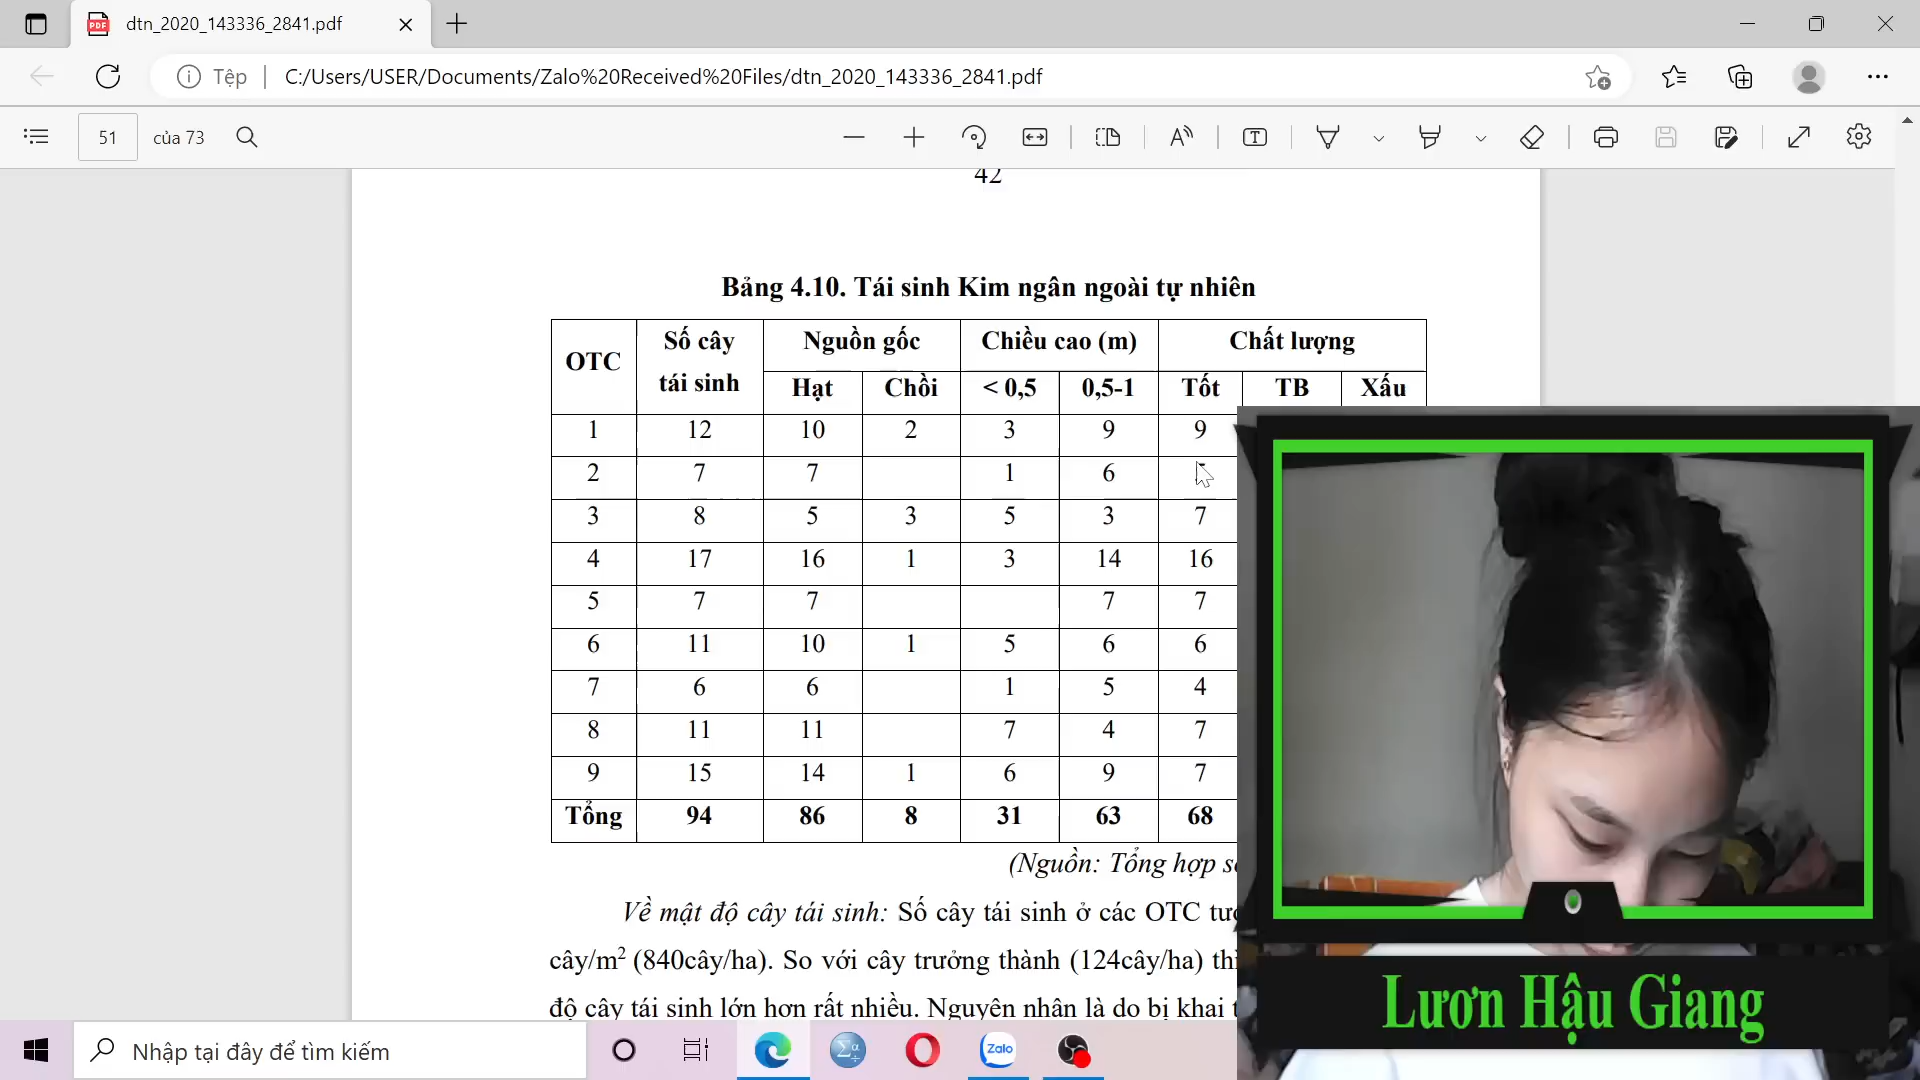 dtn_2020_143336_2841.pdf
Tệp C:/Users/USER/Documents/Zalo%20Received%20Files/dtn_2020_143336_2841.pdf
51 của 73
42
Bảng 4.10. Tái sinh Kim ngân ngoài tự nhiên
OTC Số cây tái sinh Nguồn gốc Chiều cao (m) Chất lượng
Hạt Chồi < 0,5 0,5-1 Tốt TB Xấu
1 12 10 2 3 9 9
2 7 7 1 6
3 8 5 3 5 3 7
4 17 16 1 3 14 16
5 7 7 7 7
6 11 10 1 5 6 6
7 6 6 1 5 4
8 11 11 7 4 7
9 15 14 1 6 9 7
Tổng 94 86 8 31 63 68
(Nguồn: Tổng hợp
Về mật độ cây tái sinh: Số cây tái sinh ở các OTC
cây/m² (840cây/ha). So với cây trưởng thành (124cây/ha)
độ cây tái sinh lớn hơn rất nhiều. Nguyên nhân là do bị khai
Lươn Hậu Giang
Nhập tại đây để tìm kiếm
Zalo